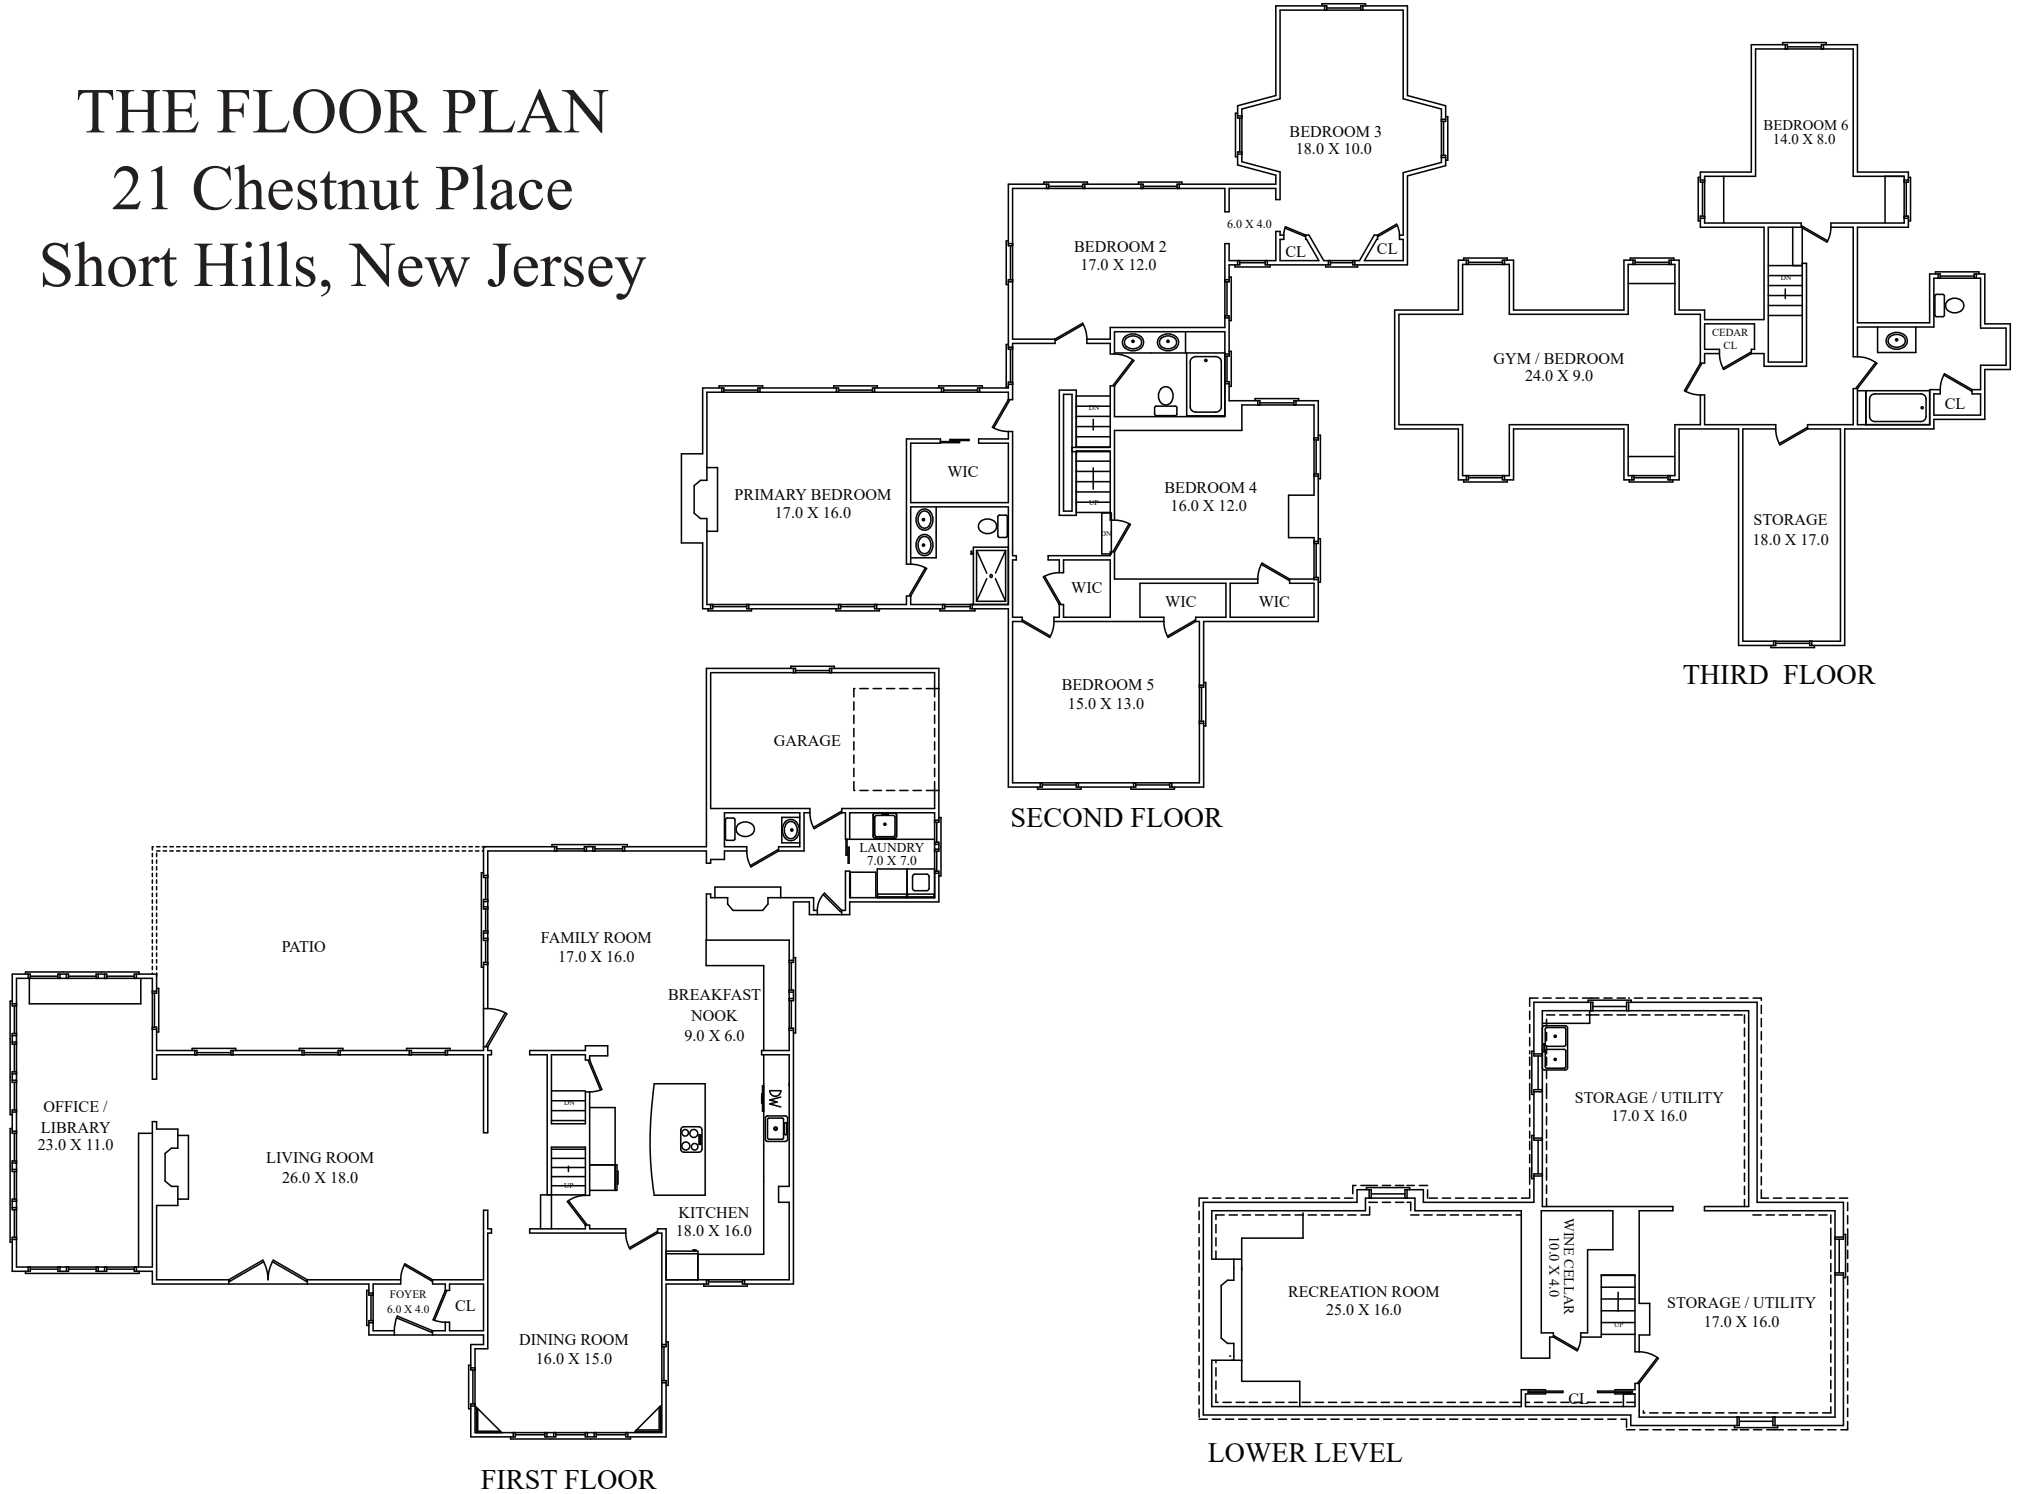 THE FLOOR PLAN
21 Chestnut Place
Short Hills, New Jersey
BEDROOM 3
18.0 X 10.0
6.0 X 4.0
CL
CL
BEDROOM 2
17.0 X 12.0
DN
UP
DN
WIC
PRIMARY BEDROOM
17.0 X 16.0
BEDROOM 4
16.0 X 12.0
WIC
WIC
WIC
BEDROOM 5
15.0 X 13.0
SECOND FLOOR
BEDROOM 6
14.0 X 8.0
DN
CEDAR
CL
GYM / BEDROOM
24.0 X 9.0
CL
STORAGE
18.0 X 17.0
THIRD FLOOR
GARAGE
LAUNDRY
7.0 X 7.0
PATIO
FAMILY ROOM
17.0 X 16.0
BREAKFAST
NOOK
9.0 X 6.0
OFFICE /
LIBRARY
23.0 X 11.0
LIVING ROOM
26.0 X 18.0
DN
UP
DW
KITCHEN
18.0 X 16.0
FOYER
6.0 X 4.0
CL
DINING ROOM
16.0 X 15.0
FIRST FLOOR
STORAGE / UTILITY
17.0 X 16.0
WINE CELLAR
10.0 X 4.0
RECREATION ROOM
25.0 X 16.0
UP
STORAGE / UTILITY
17.0 X 16.0
CL
LOWER LEVEL